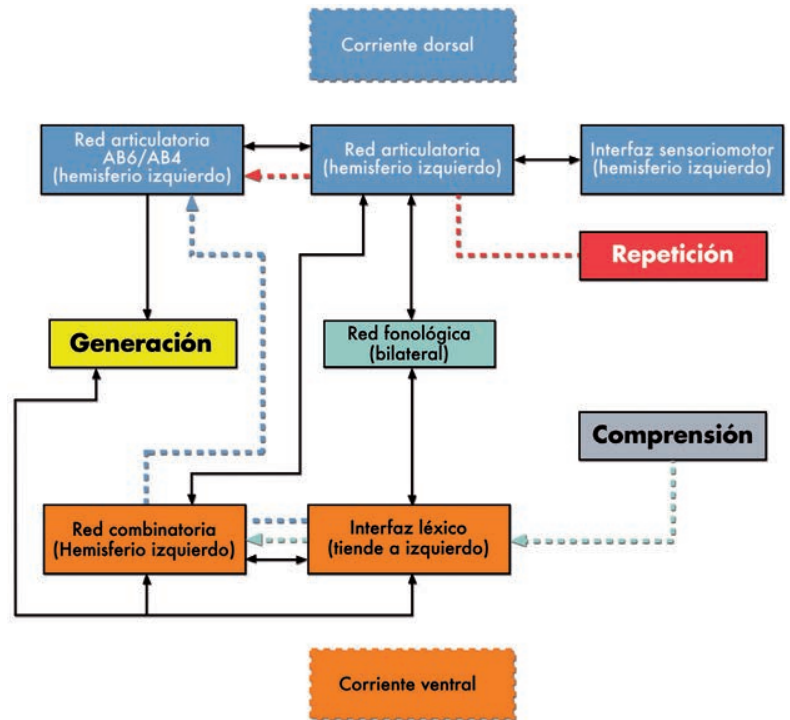 Corriente dorsal
Red articulatoria
AB6/AB4
(hemisferio izquierdo)
Red articulatoria
(hemisferio izquierdo)
Interfaz sensoriomotor
(hemisferio izquierdo)
Repetición
Generación
Red fonológica
(bilateral)
Comprensión
Red combinatoria
(Hemisferio izquierdo)
Interfaz léxico
(tiende a izquierdo)
Corriente ventral